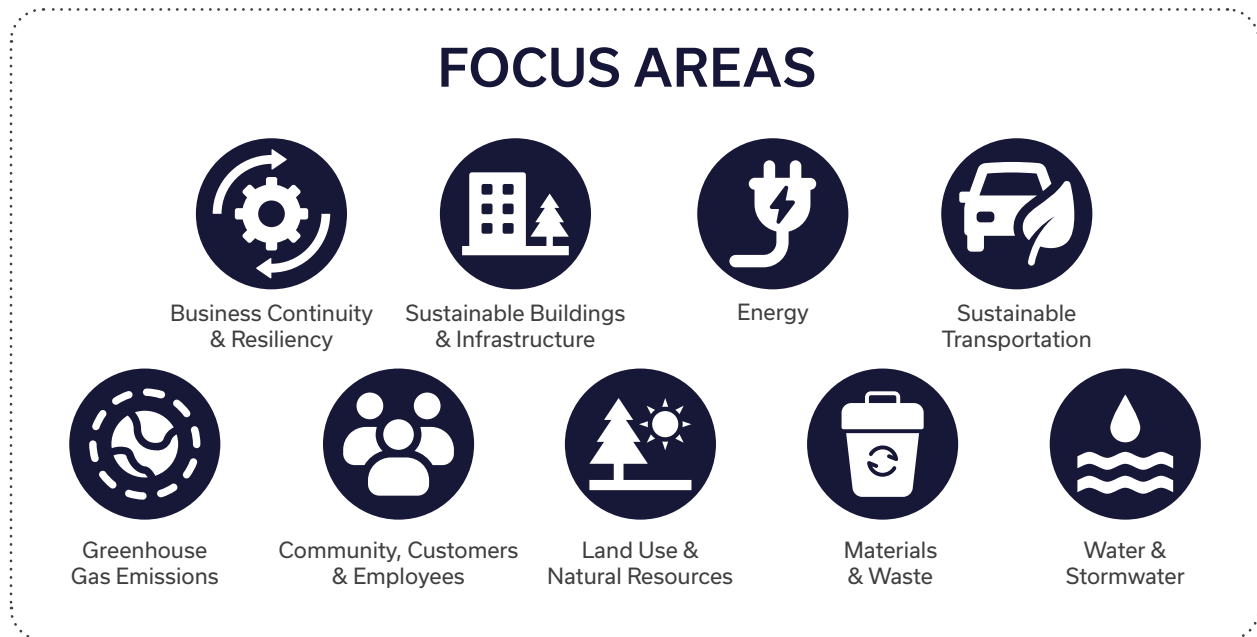 FOCUS AREAS
Business Continuity
& Resiliency
Sustainable Buildings
& Infrastructure
Energy
Sustainable
Transportation
Greenhouse
Gas Emissions
Community, Customers
& Employees
Land Use &
Natural Resources
Materials
& Waste
Water &
Stormwater